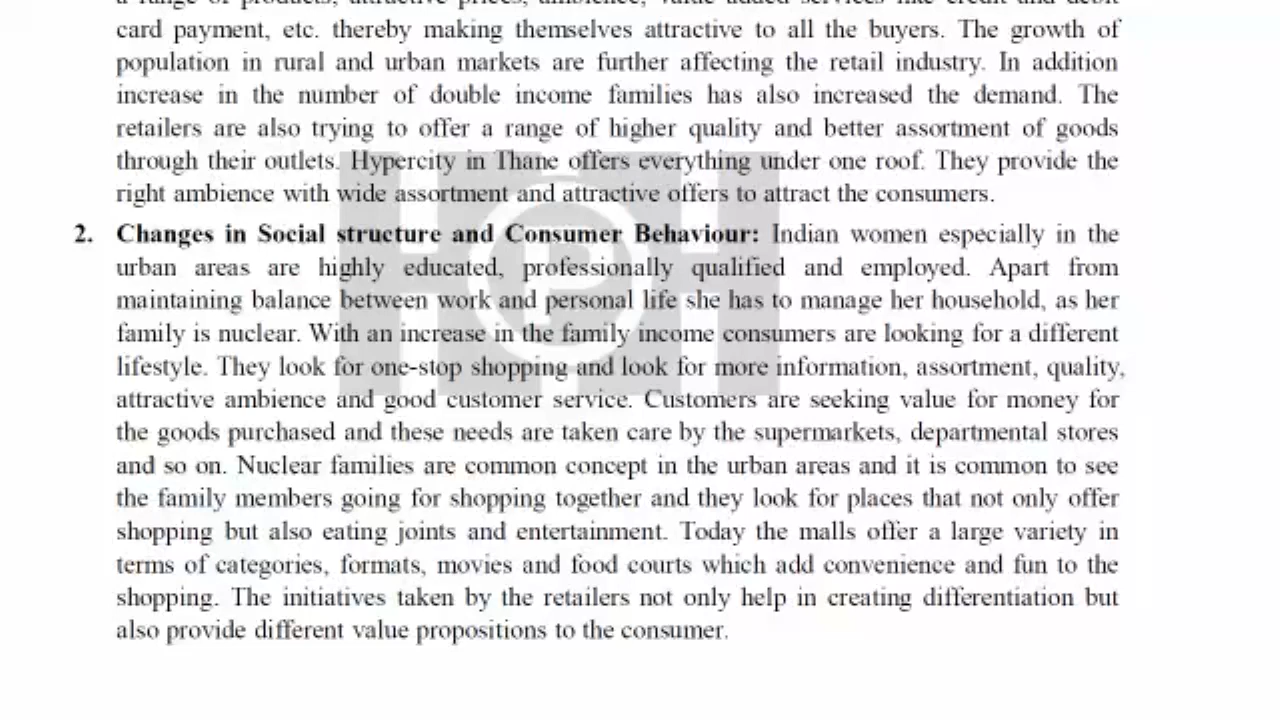 a range of products, attractive prices, ambience, value added services like credit and debit
card payment, etc. thereby making themselves attractive to all the buyers. The growth of
population in rural and urban markets are further affecting the retail industry. In addition
increase in the number of double income families has also increased the demand. The
retailers are also trying to offer a range of higher quality and better assortment of goods
through their outlets. Hypercity in Thane offers everything under one roof. They provide the
right ambience with wide assortment and attractive offers to attract the consumers.
2. Changes in Social structure and Consumer Behaviour: Indian women especially in the
urban areas are highly educated, professionally qualified and employed. Apart from
maintaining balance between work and personal life she has to manage her household, as her
family is nuclear. With an increase in the family income consumers are looking for a different
lifestyle. They look for one-stop shopping and look for more information, assortment, quality,
attractive ambience and good customer service. Customers are seeking value for money for
the goods purchased and these needs are taken care by the supermarkets, departmental stores
and so on. Nuclear families are common concept in the urban areas and it is common to see
the family members going for shopping together and they look for places that not only offer
shopping but also eating joints and entertainment. Today the malls offer a large variety in
terms of categories, formats, movies and food courts which add convenience and fun to the
shopping. The initiatives taken by the retailers not only help in creating differentiation but
also provide different value propositions to the consumer.